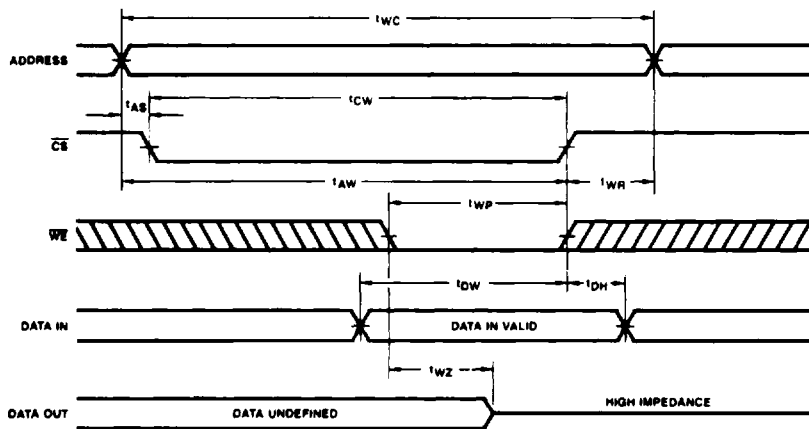 tWC
ADDRESS
tAS
tCW
CS
tAW
tWR
tWP
WE
tDW
tDH
DATA IN
DATA IN VALID
tWZ
DATA OUT
DATA UNDEFINED
HIGH IMPEDANCE